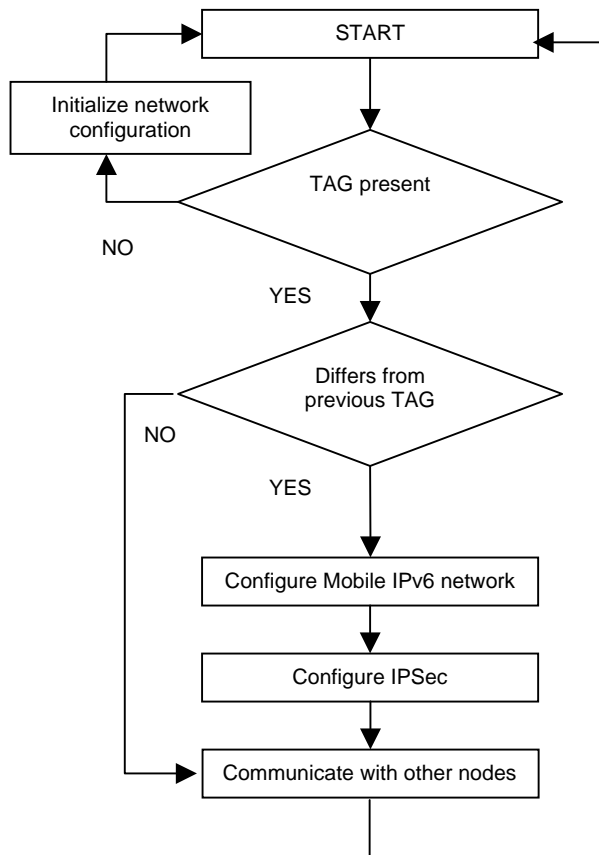 START
Initialize network
configuration
TAG present
NO
YES
Differs from
previous TAG
NO
YES
Configure Mobile IPv6 network
Configure IPSec
Communicate with other nodes